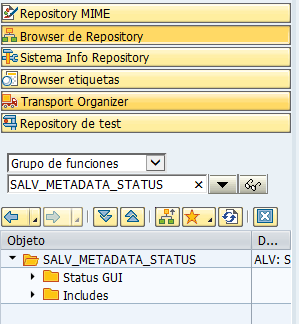 Repository MIME
Browser de Repository
Sistema Info Repository
Browser etiquetas
Transport Organizer
Repository de test
Grupo de funciones
SALV_METADATA_STATUS
Objeto D...
SALV_METADATA_STATUS ALV: S
Status GUI
Includes